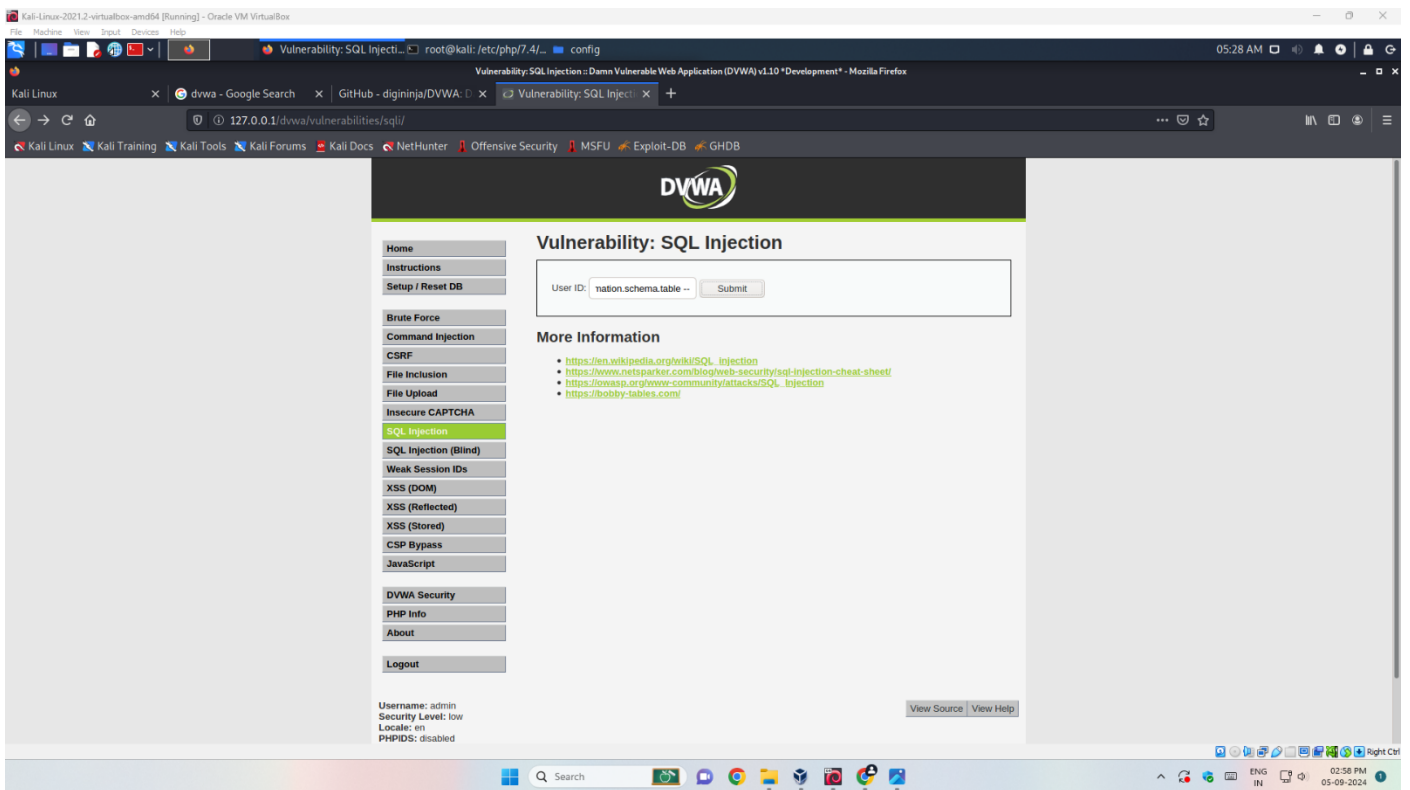 Kali-Linux-2021.2-virtualbox-amd64 [Running] - Oracle VM VirtualBox
File Machine View Input Devices Help
Vulnerability: SQL Injecti... root@kali: /etc/php/7.4/... config 05:28 AM
Vulnerability: SQL Injection :: Damn Vulnerable Web Application (DVWA) v1.10 *Development* - Mozilla Firefox
Kali Linux dvwa - Google Search GitHub - digininja/DVWA: D Vulnerability: SQL Injecti
127.0.0.1/dvwa/vulnerabilities/sqli/
Kali Linux Kali Training Kali Tools Kali Forums Kali Docs NetHunter Offensive Security MSFU Exploit-DB GHDB
DVWA
Home
Instructions
Setup / Reset DB
Brute Force
Command Injection
CSRF
File Inclusion
File Upload
Insecure CAPTCHA
SQL Injection
SQL Injection (Blind)
Weak Session IDs
XSS (DOM)
XSS (Reflected)
XSS (Stored)
CSP Bypass
JavaScript
DVWA Security
PHP Info
About
Logout
Vulnerability: SQL Injection
User ID: mation.schema.table -- Submit
More Information
https://en.wikipedia.org/wiki/SQL_injection
https://www.netsparker.com/blog/web-security/sql-injection-cheat-sheet/
https://owasp.org/www-community/attacks/SQL_Injection
https://bobby-tables.com/
Username: admin
Security Level: low
Locale: en
PHPIDS: disabled
View Source View Help
Right Ctrl
Search
ENG
IN
02:58 PM
05-09-2024